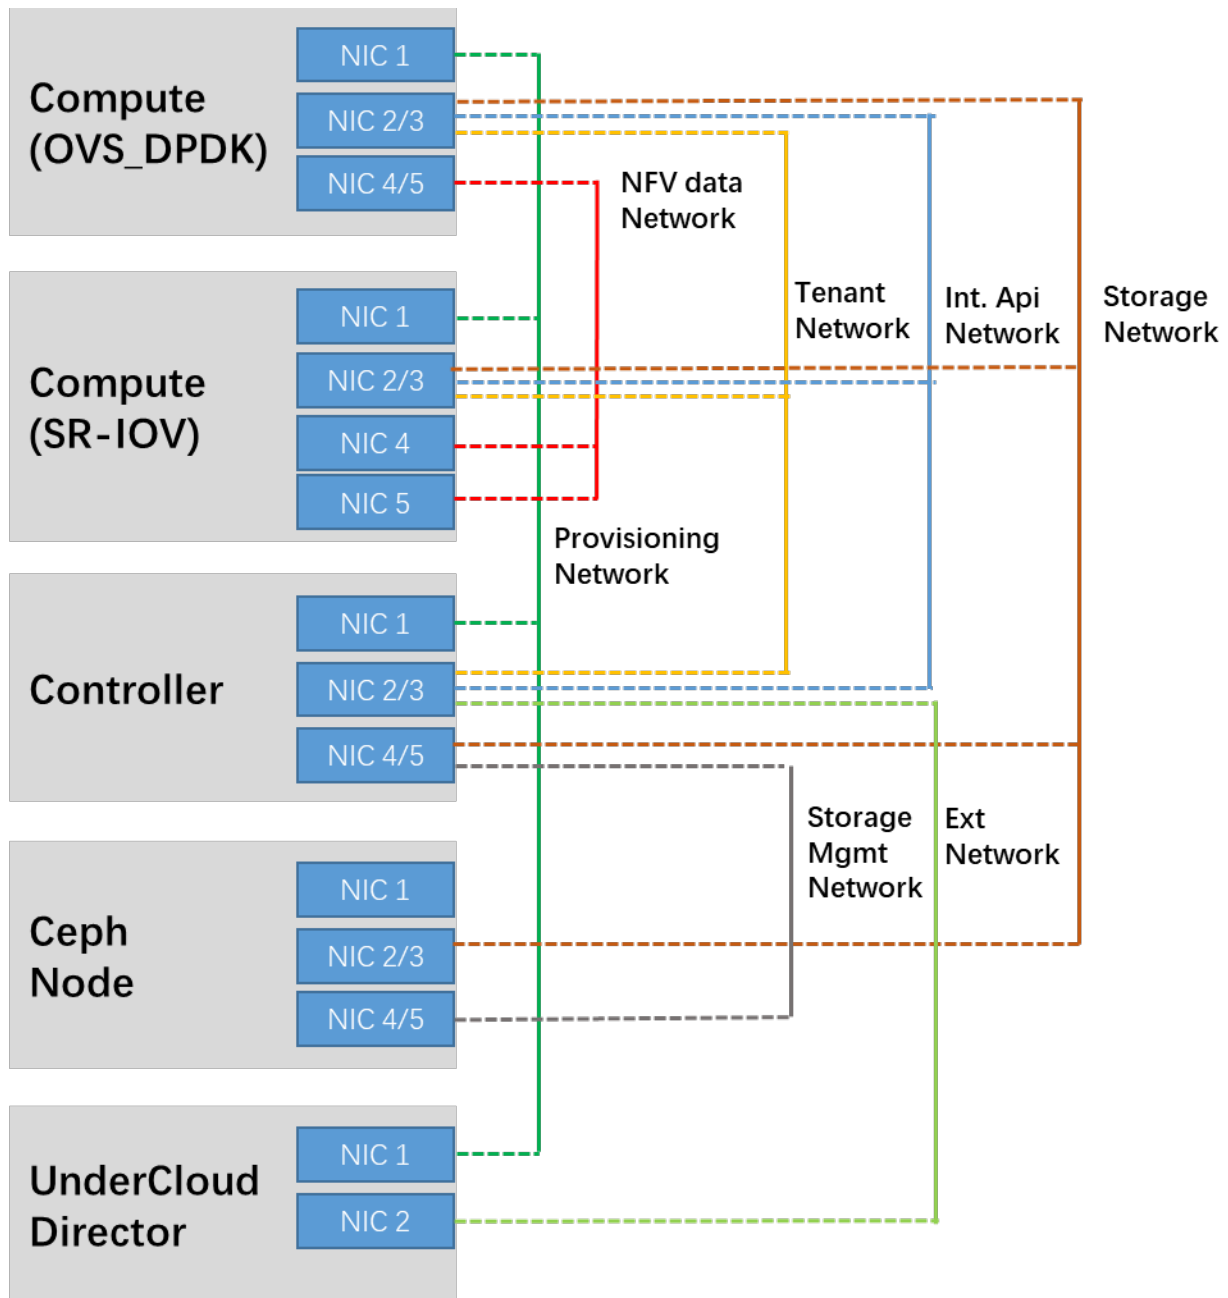 Compute
(OVS_DPDK)
NIC 1
NIC 2/3
NIC 4/5
NFV data
Network
Tenant
Network
Int. Api
Network
Storage
Network
Compute
(SR-IOV)
NIC 1
NIC 2/3
NIC 4
NIC 5
Provisioning
Network
Controller
NIC 1
NIC 2/3
NIC 4/5
Storage
Mgmt
Network
Ext
Network
Ceph
Node
NIC 1
NIC 2/3
NIC 4/5
UnderCloud
Director
NIC 1
NIC 2